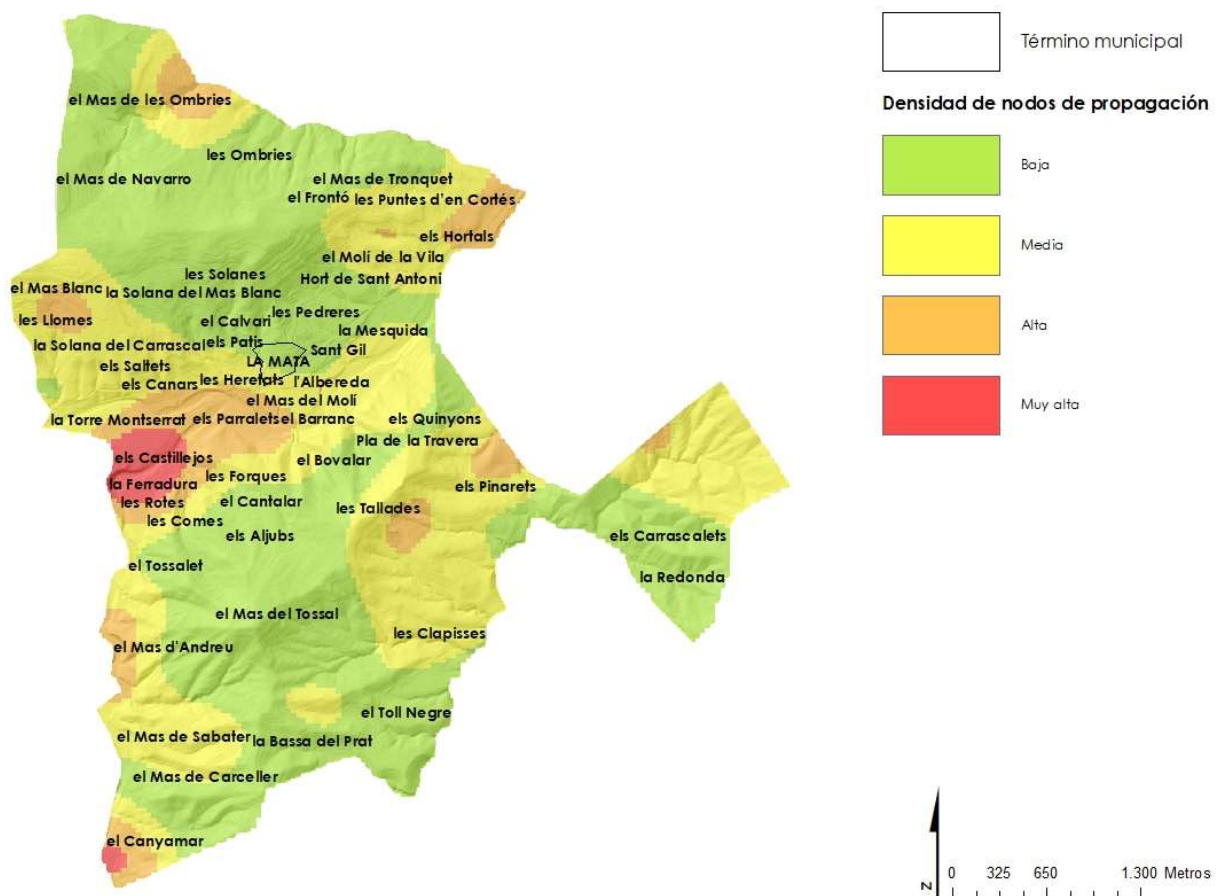 Término municipal
Densidad de nodos de propagación
Baja
Media
Alta
Muy alta
el Mas de les Ombries
les Ombries
el Mas de Navarro
el Mas de Tronquet
el Frontó
les Puntes d'en Cortés
els Hortals
el Molí de la Vila
les Solanes
Hort de Sant Antoni
el Mas Blanc
la Solana del Mas Blanc
les Pedreres
les Llomes
el Calvari
la Mesquida
la Solana del Carrascal
els Patis
Sant Gil
LA MATA
els Saltets
els Canars
les Heretats
l'Albereda
el Mas del Molí
la Torre Montserrat
els Parralets
el Barranc
els Quinyons
Pla de la Travera
els Castillejos
el Bovalar
la Ferradura
les Forques
els Pinarets
les Rotes
el Cantalar
les Tallades
les Comes
els Aljubs
els Carrascalets
el Tossalet
la Redonda
el Mas del Tossal
les Clapisses
el Mas d'Andreu
el Toll Negre
el Mas de Sabater
la Bassa del Prat
el Mas de Carceller
el Canyamar
N
0 325 650 1.300 Metros